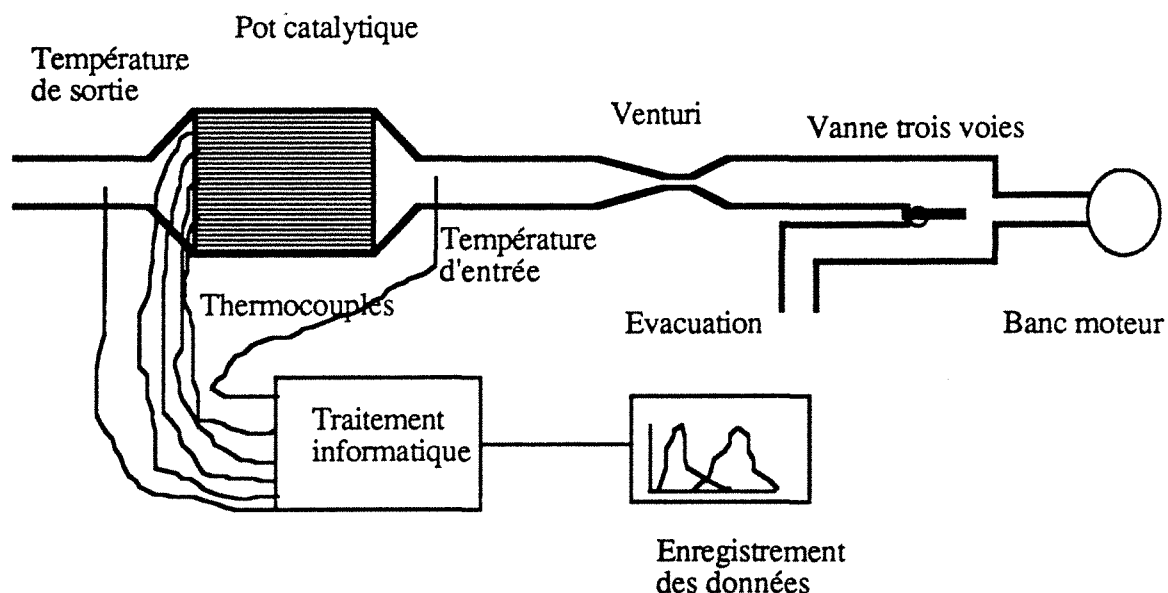 Pot catalytique
Température
de sortie
Venturi
Vanne trois voies
Température
d'entrée
Thermocouples
Evacuation
Banc moteur
Traitement
informatique
Enregistrement
des données